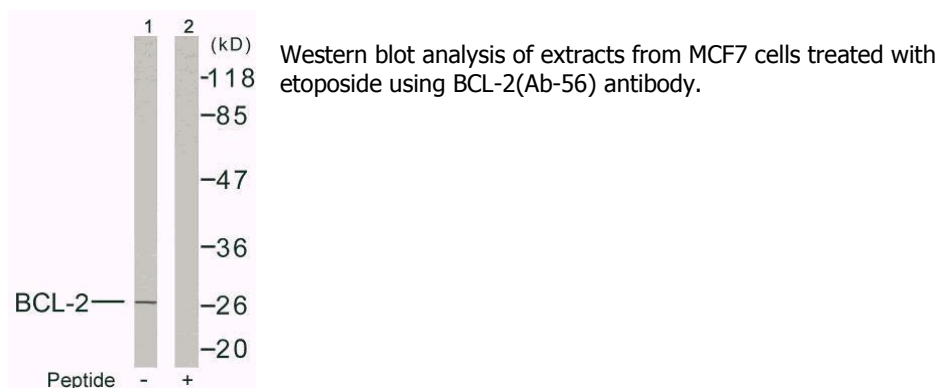 1 2
(kD)
-118
-85
-47
-36
BCL-2
-26
-20
Peptide - +
Western blot analysis of extracts from MCF7 cells treated with
etoposide using BCL-2(Ab-56) antibody.